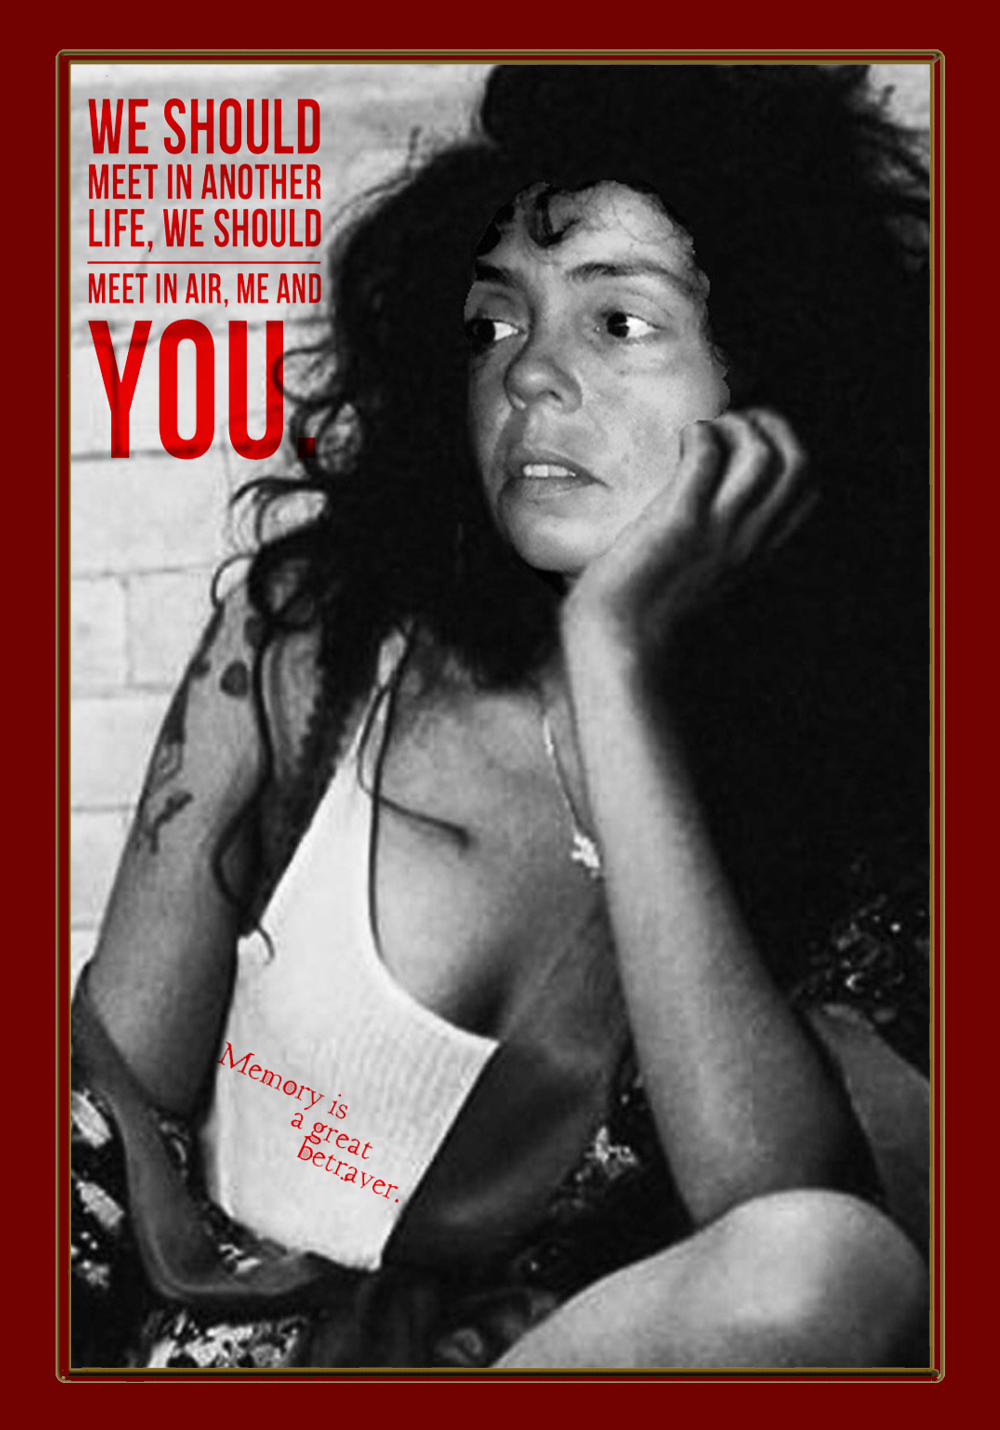 WE SHOULD
MEET IN ANOTHER
LIFE, WE SHOULD
MEET IN AIR, ME AND
YOU.
Memory is
a great
betrayer.